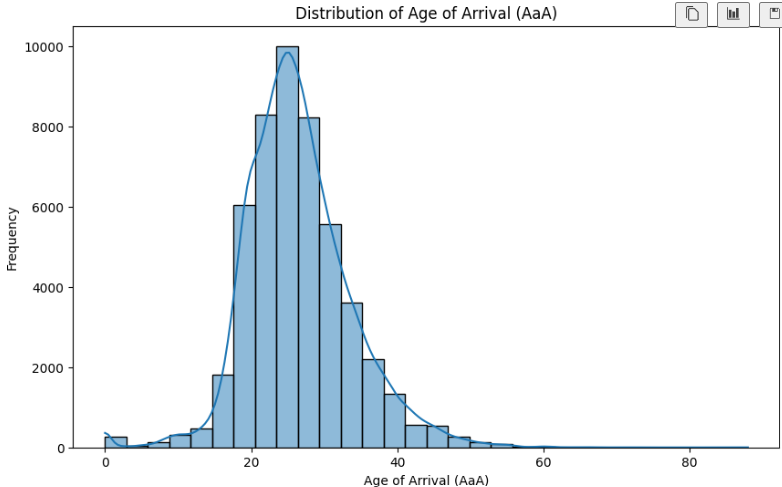 Distribution of Age of Arrival (AaA)
10000
8000
6000
4000
2000
0
Frequency
0 20 40 60 80
Age of Arrival (AaA)